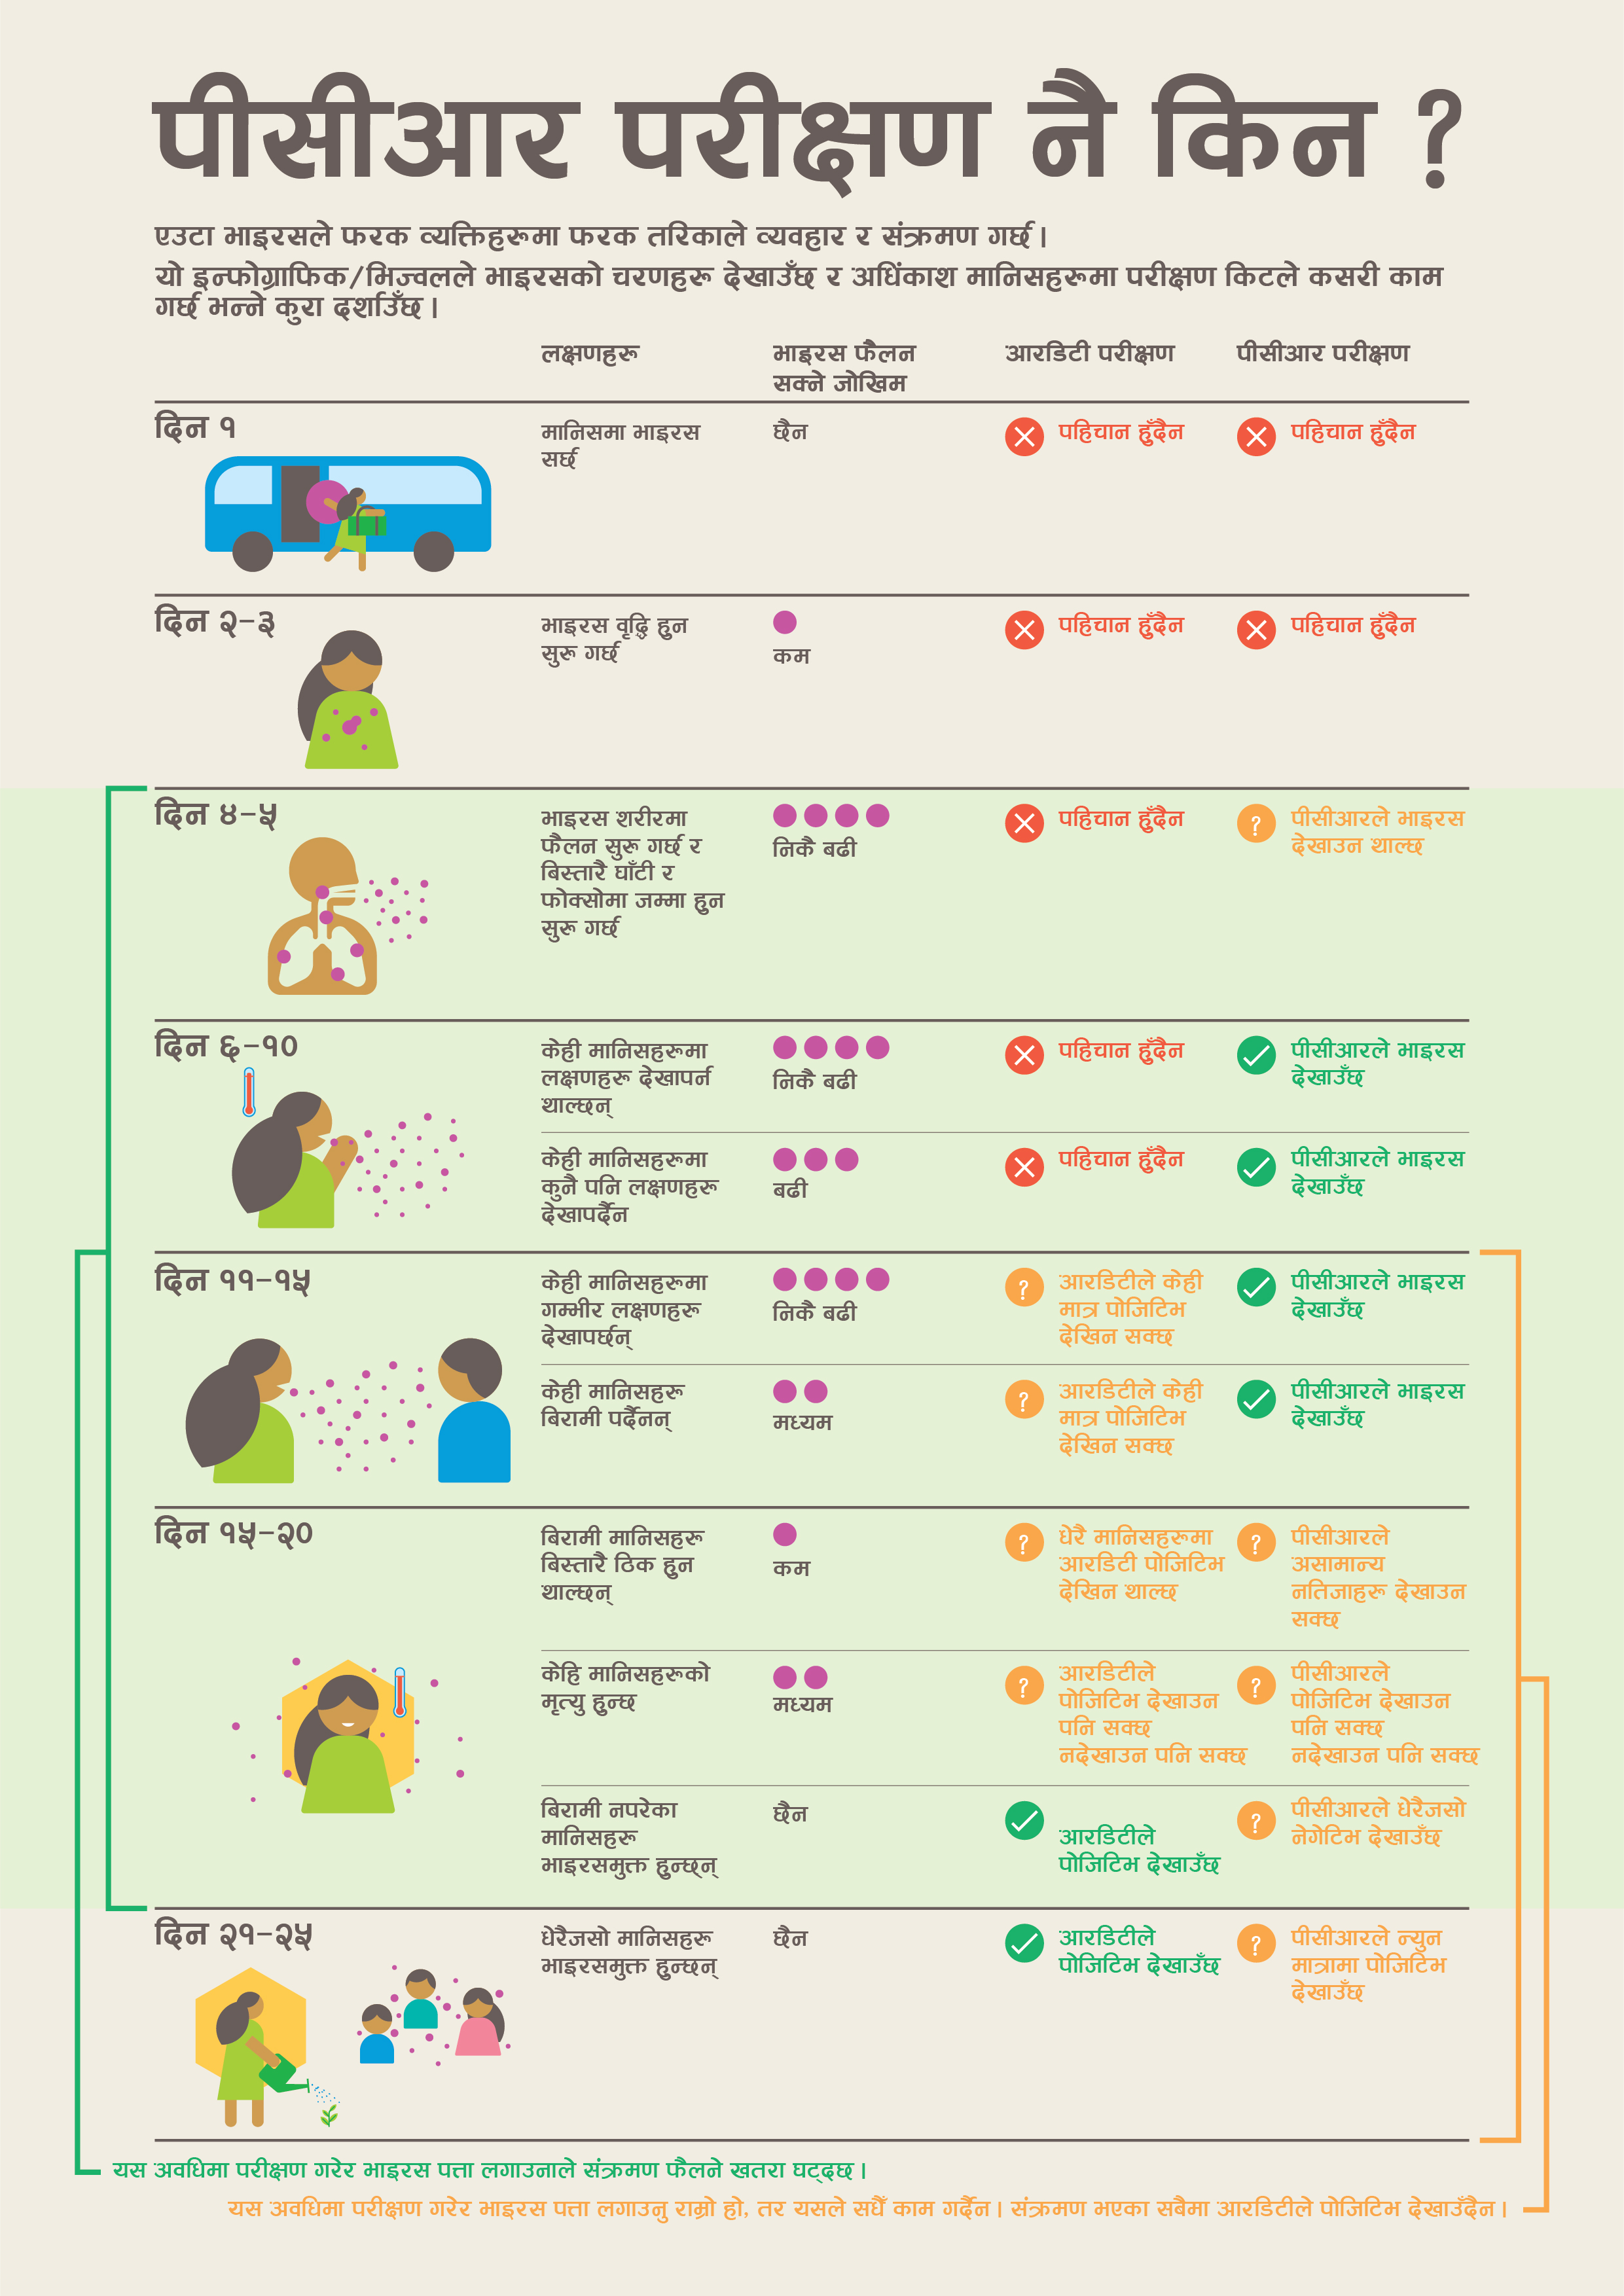 पीसीआर परीक्षण नै किन ?
एउटा भाइरसले फरक व्यक्तिहरूमा फरक तरिकाले व्यवहार र संक्रमण गर्छ ।
यो इन्फोग्राफिक/भिज्वलले भाइरसको चरणहरू देखाउँछ र अधिंकाश मानिसहरूमा परीक्षण किटले कसरी काम
गर्छ भन्ने कुरा दर्शाउँछ ।
लक्षणहरू
भाइरस फैलन
सक्ने जोखिम
आरडिटी परीक्षण
पीसीआर परीक्षण
दिन १
मानिसमा भाइरस
सर्छ
छैन
पहिचान हुँदैन
पहिचान हुँदैन
दिन २-३
भाइरस वृद्धि हुन
सुरू गर्छ
कम
पहिचान हुँदैन
पहिचान हुँदैन
दिन ४-५
भाइरस शरीरमा
फैलन सुरू गर्छ र
बिस्तारै घाँटी र
फोक्सोमा जम्मा हुन
सुरू गर्छ
निकै बढी
पहिचान हुँदैन
पीसीआरले भाइरस
देखाउन थाल्छ
दिन ६-१०
केही मानिसहरूमा
लक्षणहरू देखापर्न
थाल्छन्
निकै बढी
पहिचान हुँदैन
पीसीआरले भाइरस
देखाउँछ
केही मानिसहरूमा
कुनै पनि लक्षणहरू
देखापर्दैन
बढी
पहिचान हुँदैन
पीसीआरले भाइरस
देखाउँछ
दिन ११-१५
केही मानिसहरूमा
गम्भीर लक्षणहरू
देखापर्छन्
निकै बढी
आरडिटीले केही
मात्र पोजिटिभ
देखिन सक्छ
पीसीआरले भाइरस
देखाउँछ
केही मानिसहरू
बिरामी पर्दैनन्
मध्यम
आरडिटीले केही
मात्र पोजिटिभ
देखिन सक्छ
पीसीआरले भाइरस
देखाउँछ
दिन १५-२०
बिरामी मानिसहरू
बिस्तारै ठिक हुन
थाल्छन्
कम
धेरै मानिसहरूमा
आरडिटी पोजिटिभ
देखिन थाल्छ
पीसीआरले
असामान्य
नतिजाहरू देखाउन
सक्छ
केहि मानिसहरूको
मृत्यु हुन्छ
मध्यम
आरडिटीले
पोजिटिभ देखाउन
पनि सक्छ
नदेखाउन पनि सक्छ
पीसीआरले
पोजिटिभ देखाउन
पनि सक्छ
नदेखाउन पनि सक्छ
बिरामी नपरेका
मानिसहरू
भाइरसमुक्त हुन्छन्
छैन
आरडिटीले
पोजिटिभ देखाउँछ
पीसीआरले धेरैजसो
नेगेटिभ देखाउँछ
दिन २१-२५
धेरैजसो मानिसहरू
भाइरसमुक्त हुन्छन्
छैन
आरडिटीले
पोजिटिभ देखाउँछ
पीसीआरले न्युन
मात्रामा पोजिटिभ
देखाउँछ
यस अवधिमा परीक्षण गरेर भाइरस पत्ता लगाउनाले संक्रमण फैलने खतरा घट्दछ ।
यस अवधिमा परीक्षण गरेर भाइरस पत्ता लगाउनु राम्रो हो, तर यसले सधैँ काम गर्दैन । संक्रमण भएका सबैमा आरडिटीले पोजिटिभ देखाउँदैन ।